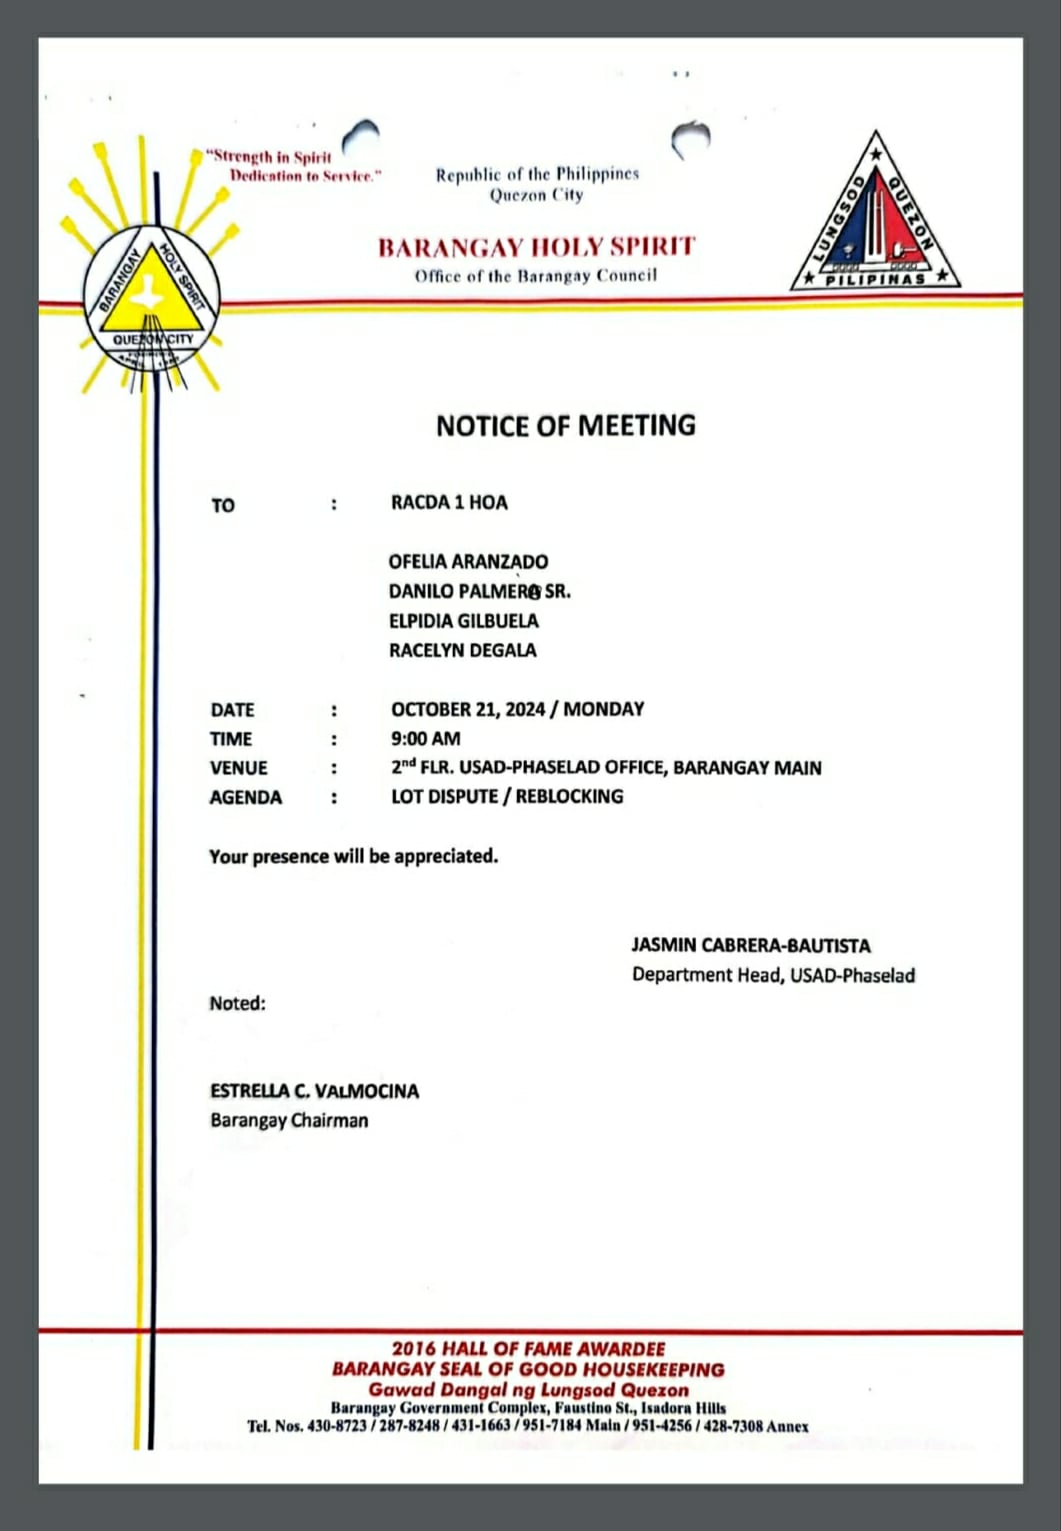 "Strength in Spirit
Dedication to Service."
Republic of the Philippines
Quezon City
BARANGAY HOLY SPIRIT
Office of the Barangay Council
LUNGSOD QUEZON
PILIPINAS
BARANGAY HOLY SPIRIT
QUEZON CITY
NOTICE OF MEETING
TO : RACDA 1 HOA
OFELIA ARANZADO
DANILO PALMERO SR.
ELPIDIA GILBUELA
RACELYN DEGALA
DATE : OCTOBER 21, 2024 / MONDAY
TIME : 9:00 AM
VENUE : 2nd FLR. USAD-PHASELAD OFFICE, BARANGAY MAIN
AGENDA : LOT DISPUTE / REBLOCKING
Your presence will be appreciated.
JASMIN CABRERA-BAUTISTA
Department Head, USAD-Phaselad
Noted:
ESTRELLA C. VALMOCINA
Barangay Chairman
2016 HALL OF FAME AWARDEE
BARANGAY SEAL OF GOOD HOUSEKEEPING
Gawad Dangal ng Lungsod Quezon
Barangay Government Complex, Faustino St., Isadora Hills
Tel. Nos. 430-8723 / 287-8248 / 431-1663 / 951-7184 Main / 951-4256 / 428-7308 Annex